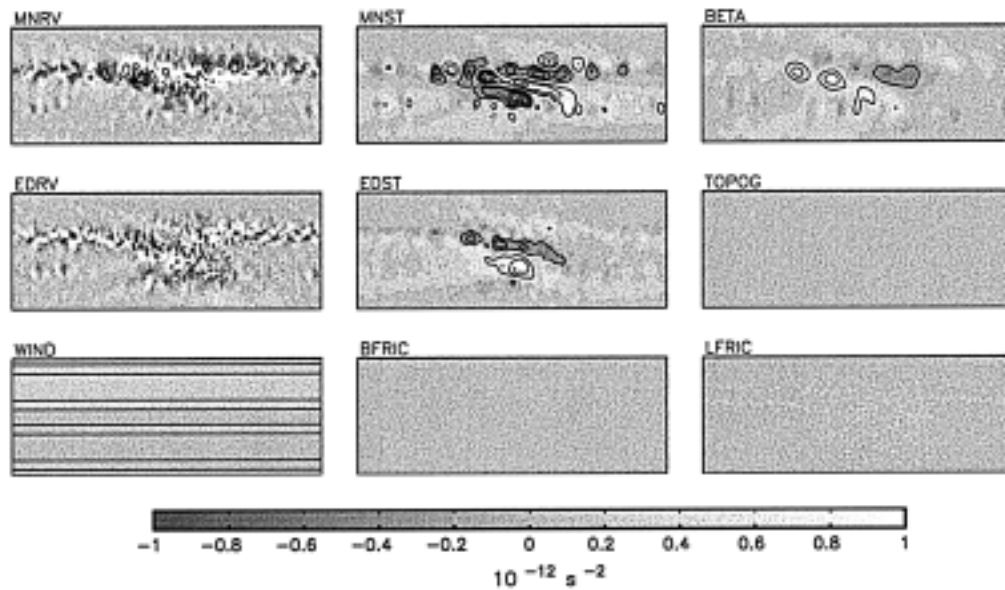 MNRV MNST BETA
EDRV EDST TOPOG
WIND BFRIC LFRIC
-1 -0.8 -0.6 -0.4 -0.2 0 0.2 0.4 0.6 0.8 1
10 -12 s -2